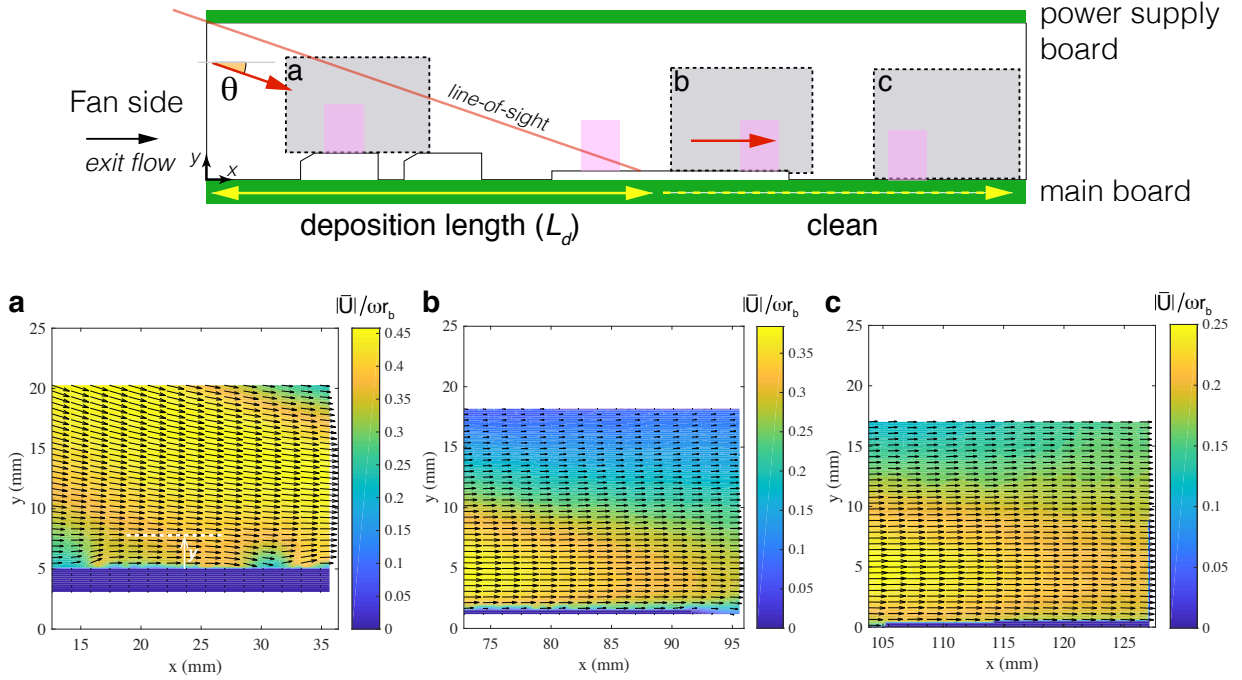 power supply
board
Fan side
exit flow
θ
a
line-of-sight
b
c
y
x
main board
deposition length (L_d)
clean
a
|Ū|/ωr_b
25
20
15
10
5
0
y (mm)
15 20 25 30 35
x (mm)
0.45
0.4
0.35
0.3
0.25
0.2
0.15
0.1
0.05
0
y
b
|Ū|/ωr_b
25
20
15
10
5
0
y (mm)
75 80 85 90 95
x (mm)
0.35
0.3
0.25
0.2
0.15
0.1
0.05
0
c
|Ū|/ωr_b
25
20
15
10
5
0
y (mm)
105 110 115 120 125
x (mm)
0.25
0.2
0.15
0.1
0.05
0